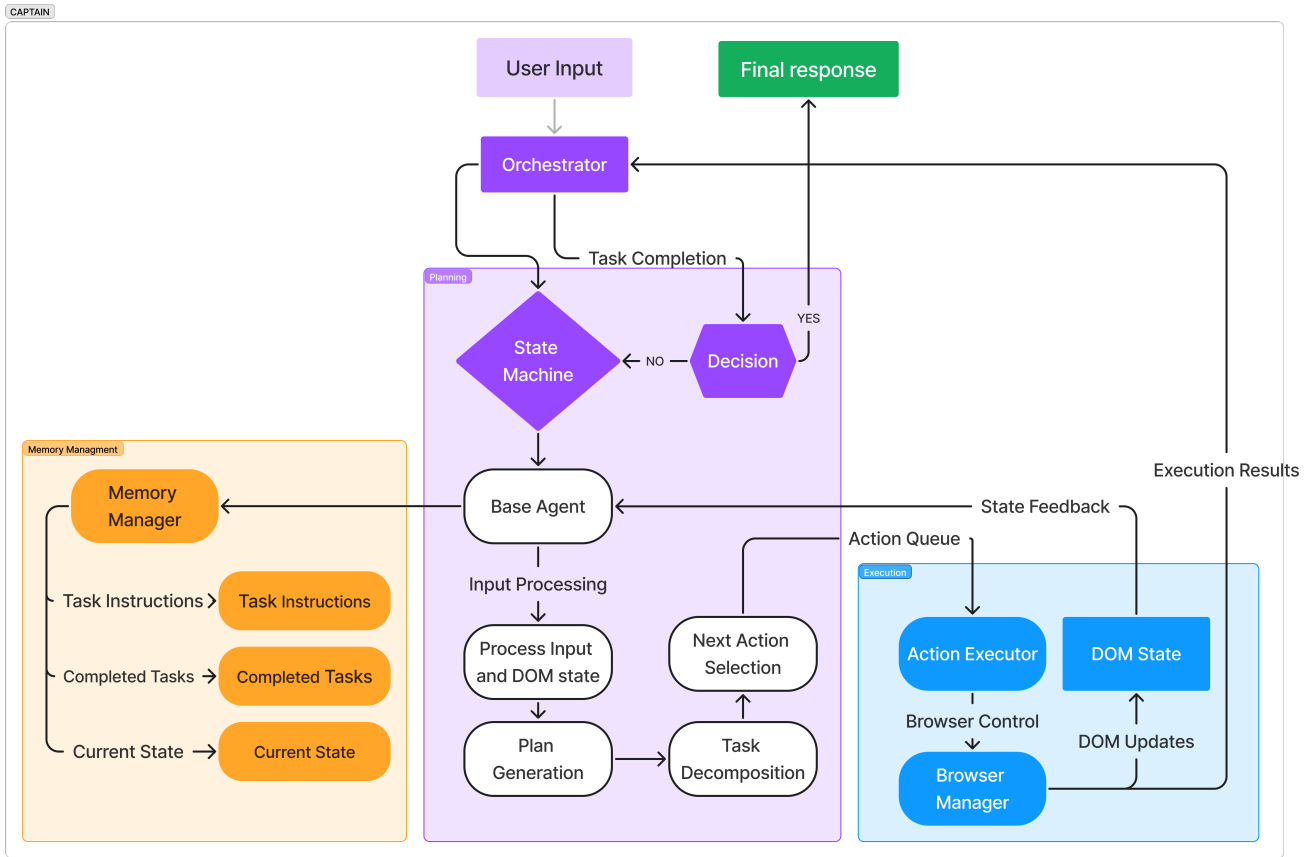 CAPTAIN
User Input
Final response
Orchestrator
Task Completion
Planning
YES
State
Machine
NO
Decision
Memory Managment
Memory
Manager
Base Agent
State Feedback
Execution Results
Action Queue
Execution
Input Processing
Task Instructions
Task Instructions
Process Input
and DOM state
Next Action
Selection
Action Executor
DOM State
Completed Tasks
Completed Tasks
Browser Control
DOM Updates
Current State
Current State
Plan
Generation
Task
Decomposition
Browser
Manager